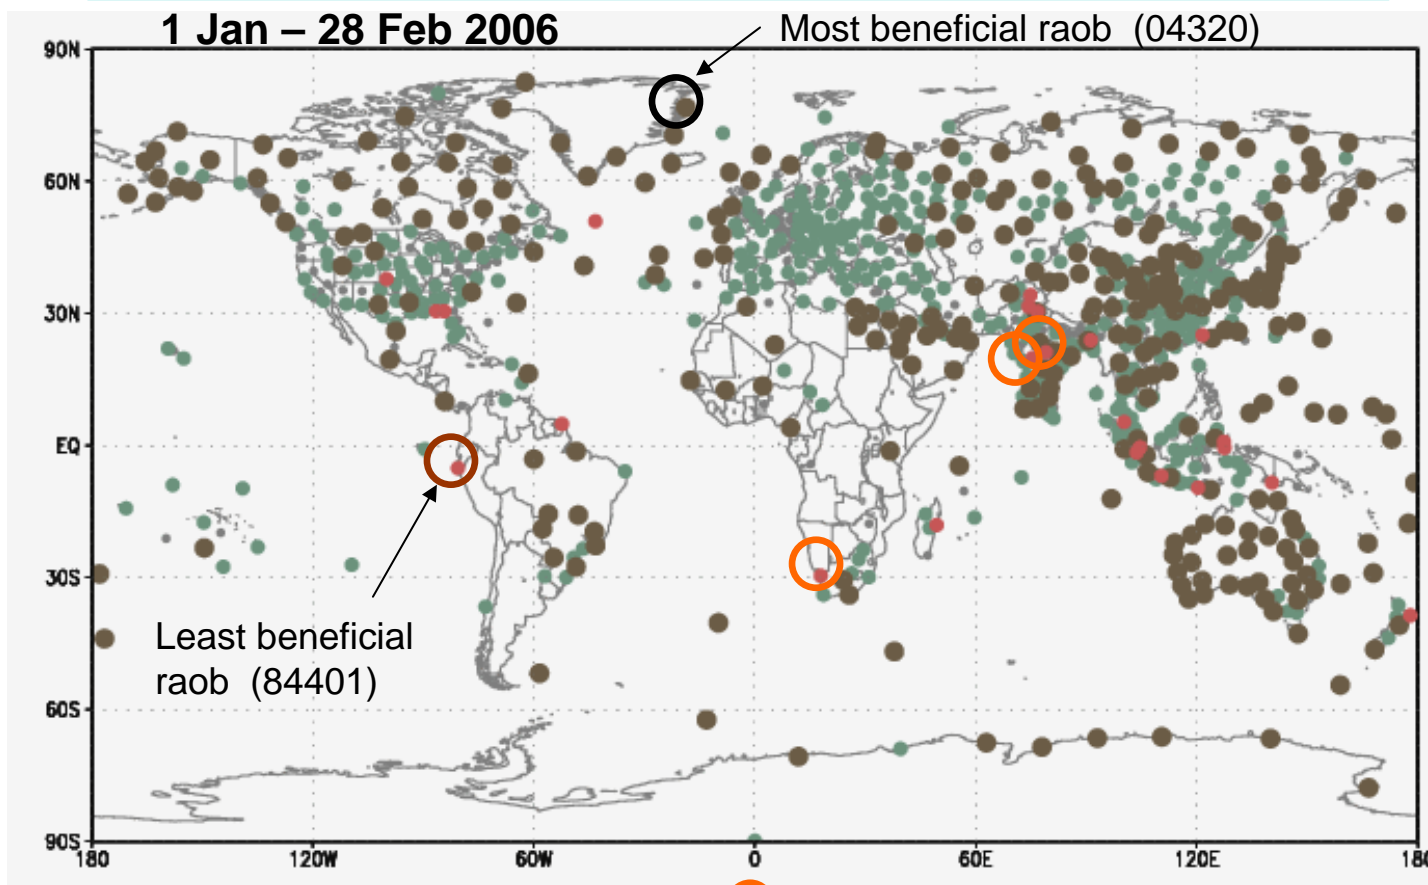 1 Jan – 28 Feb 2006
Most beneficial raob (04320)
90N
60N
30N
EQ
30S
60S
90S
Least beneficial
raob (84401)
180 120W 60W 0 60E 120E 180